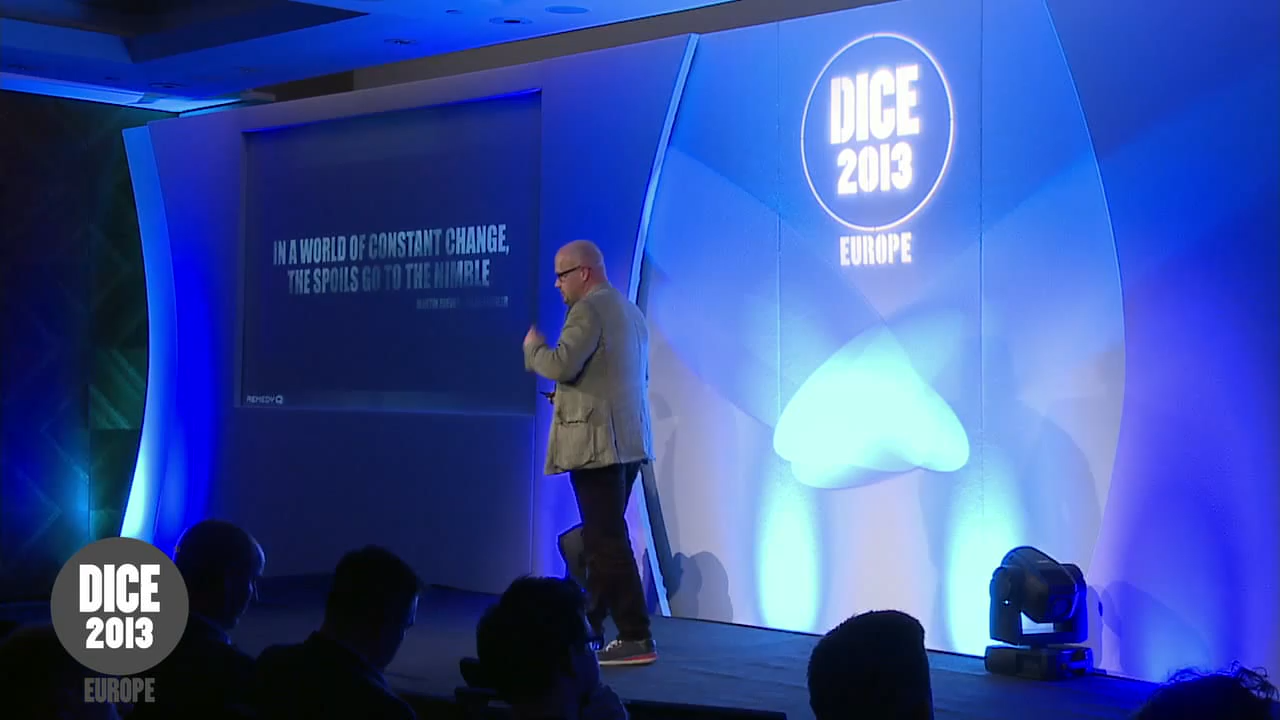 IN A WORLD OF CONSTANT CHANGE,
THE SPOILS GO TO THE NIMBLE
REMEDY
DICE
2013
EUROPE
DICE
2013
EUROPE